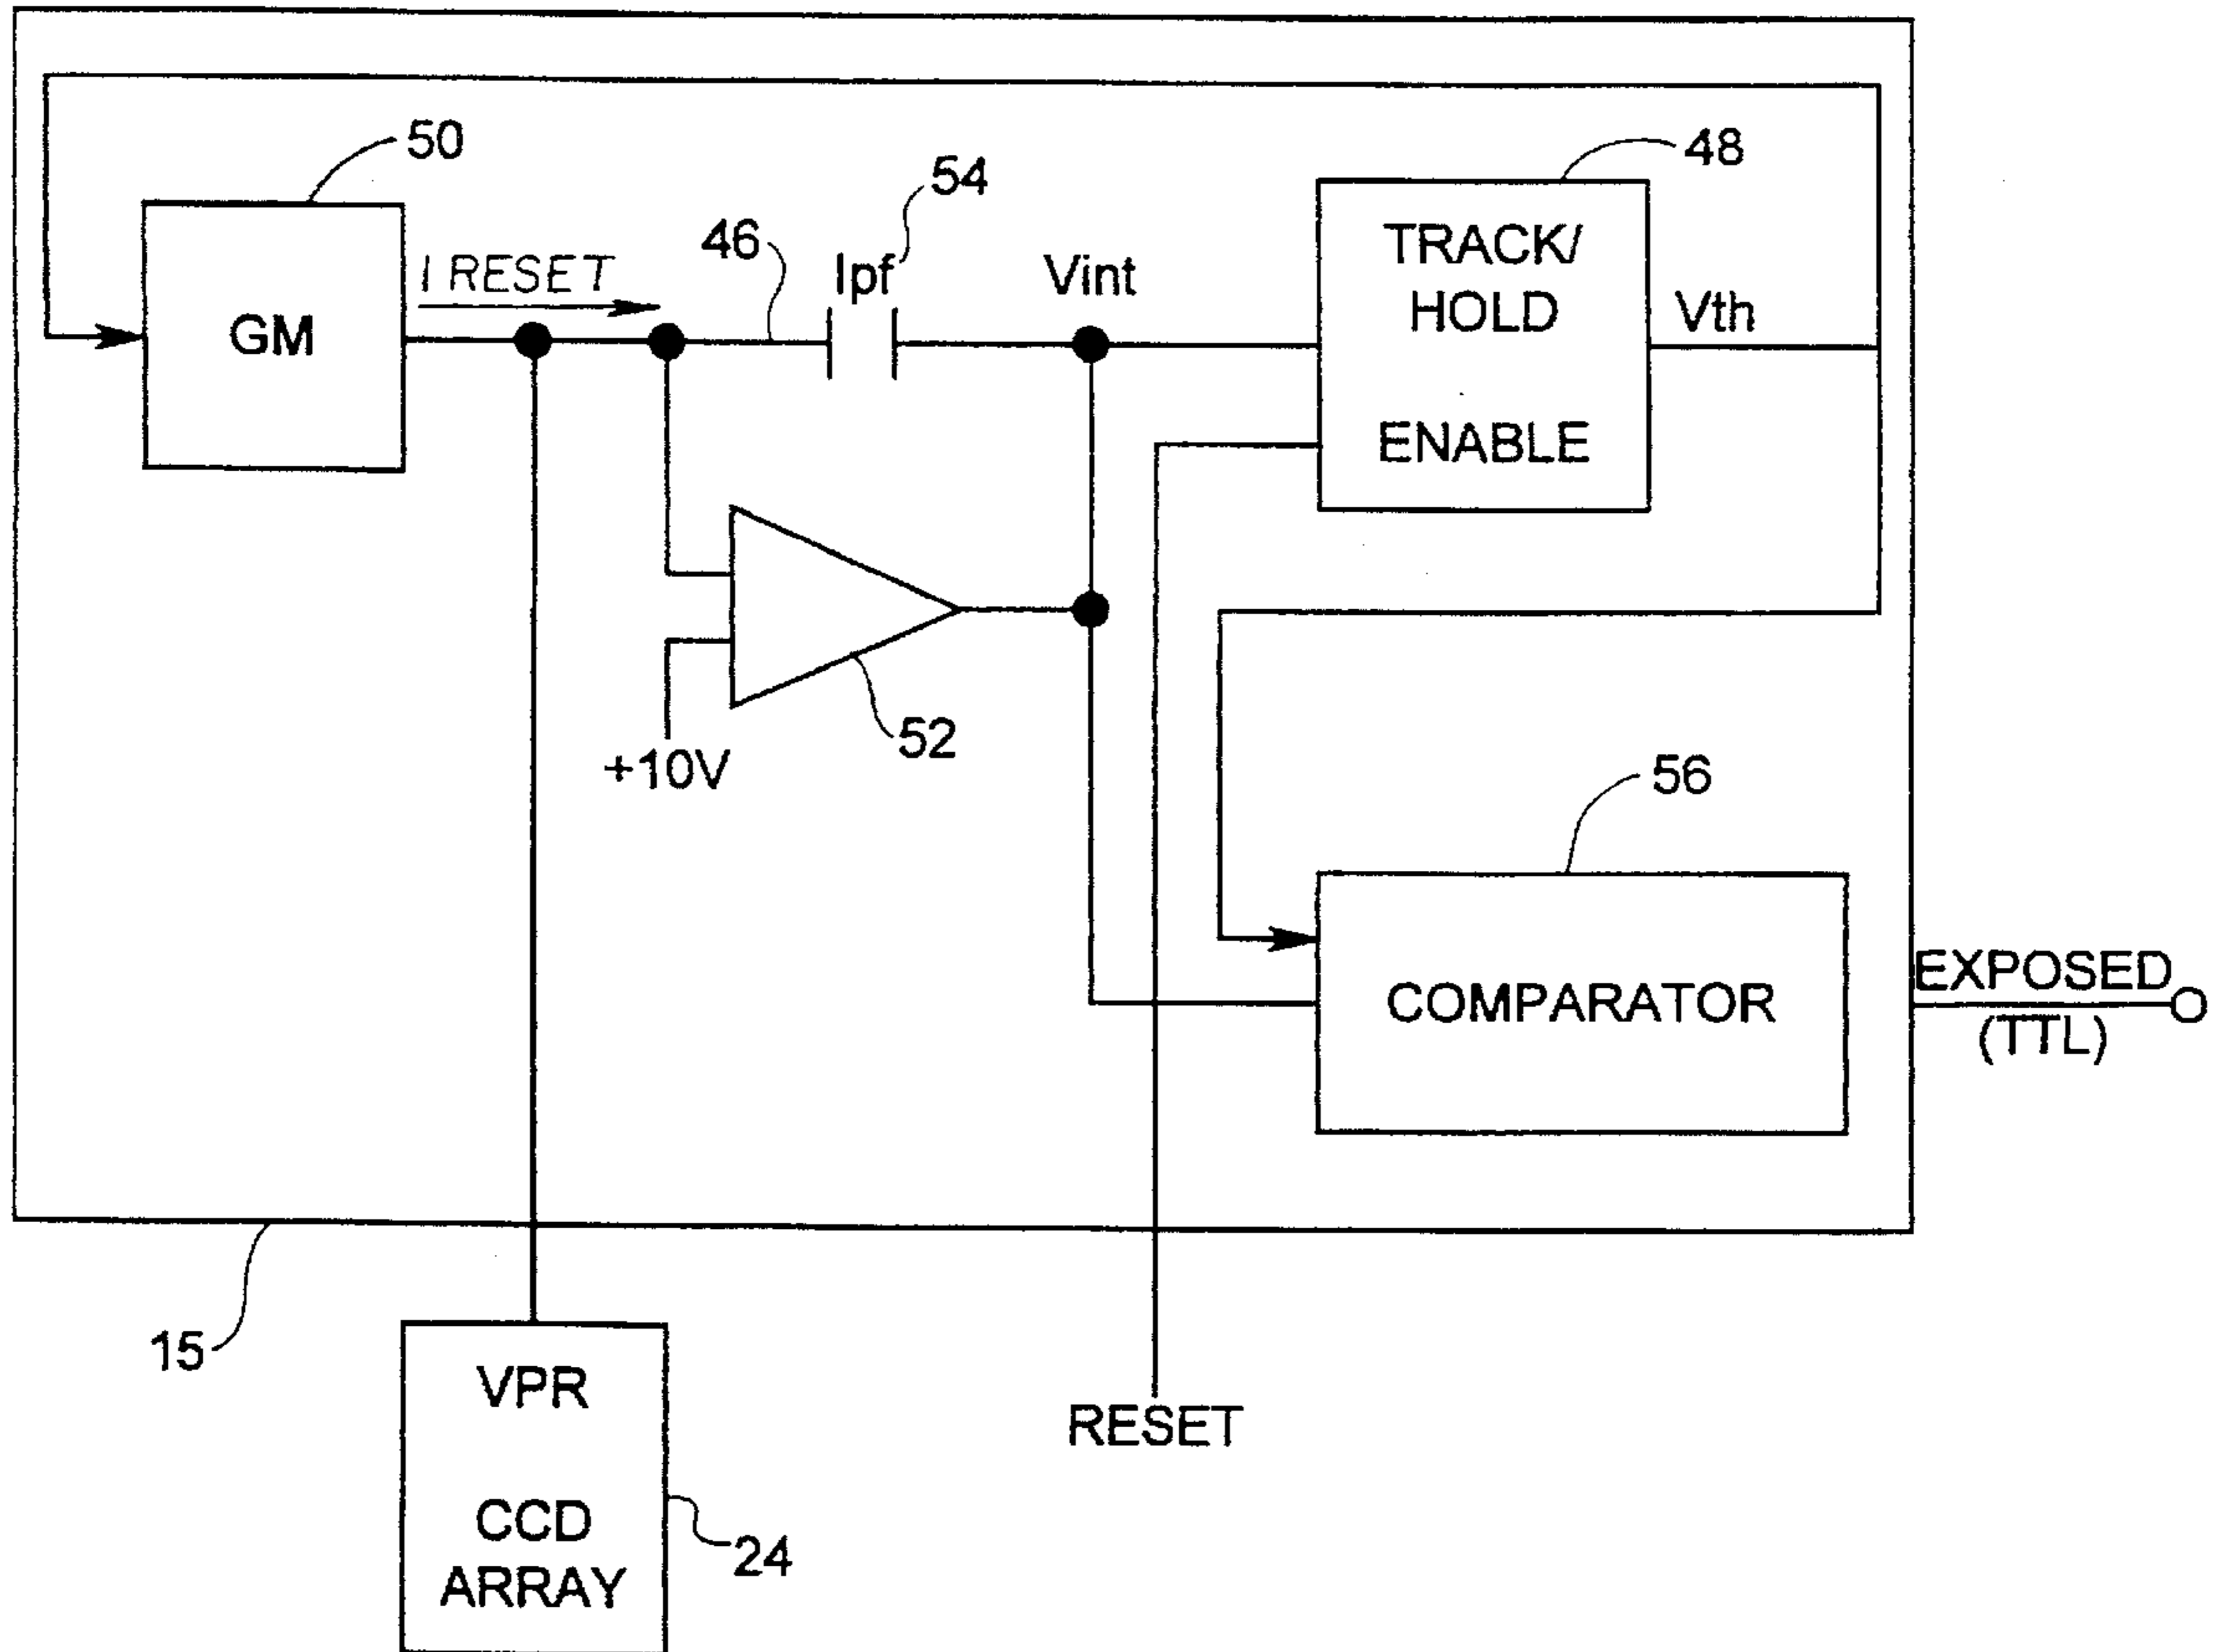 50
48
54
46
I RESET
Ipf
Vint
TRACK/
HOLD
ENABLE
Vth
GM
52
+10V
56
COMPARATOR
EXPOSED
(TTL)
15
VPR
CCD
ARRAY
24
RESET